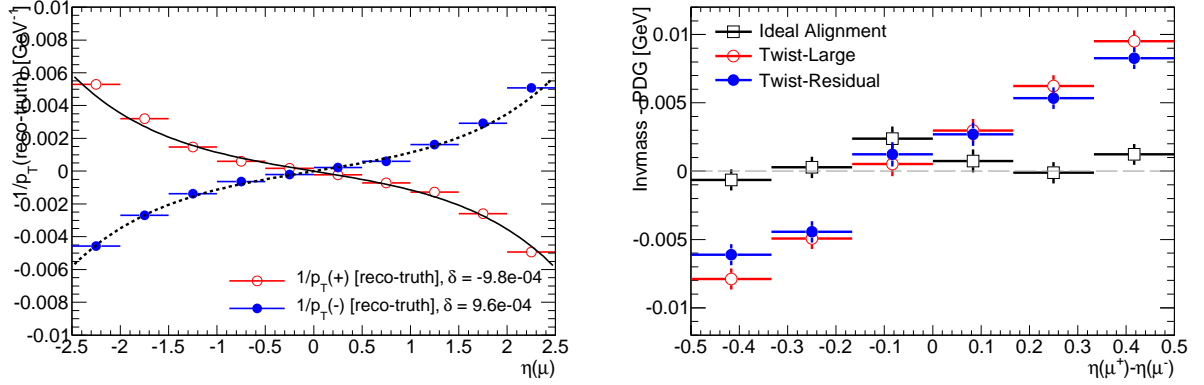 1/p_T(reco-truth) [GeV^-1]
0.01
0.008
0.006
0.004
0.002
0
-0.002
-0.004
-0.006
-0.008
-0.01
1/p_T(+) [reco-truth], δ = -9.8e-04
1/p_T(-) [reco-truth], δ = 9.6e-04
-2.5 -2 -1.5 -1 -0.5 0 0.5 1 1.5 2 2.5
η(μ)
Invmass - PDG [GeV]
0.01
0.005
0
-0.005
-0.01
Ideal Alignment
Twist-Large
Twist-Residual
-0.5 -0.4 -0.3 -0.2 -0.1 0 0.1 0.2 0.3 0.4 0.5
η(μ⁺)-η(μ⁻)